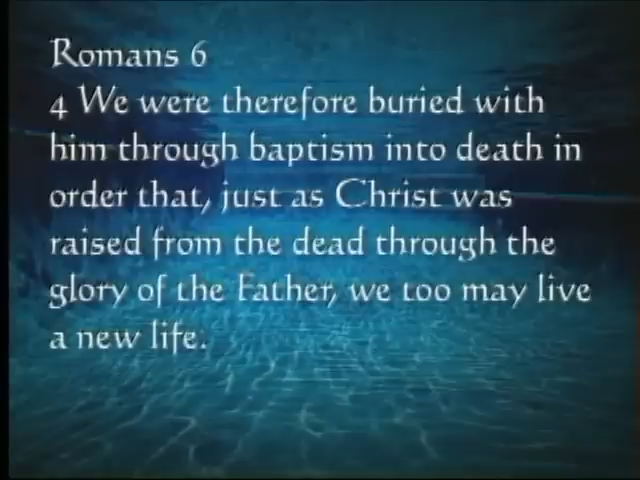 Romans 6
4 We were therefore buried with
him through baptism into death in
order that, just as Christ was
raised from the dead through the
glory of the Father, we too may live
a new life.